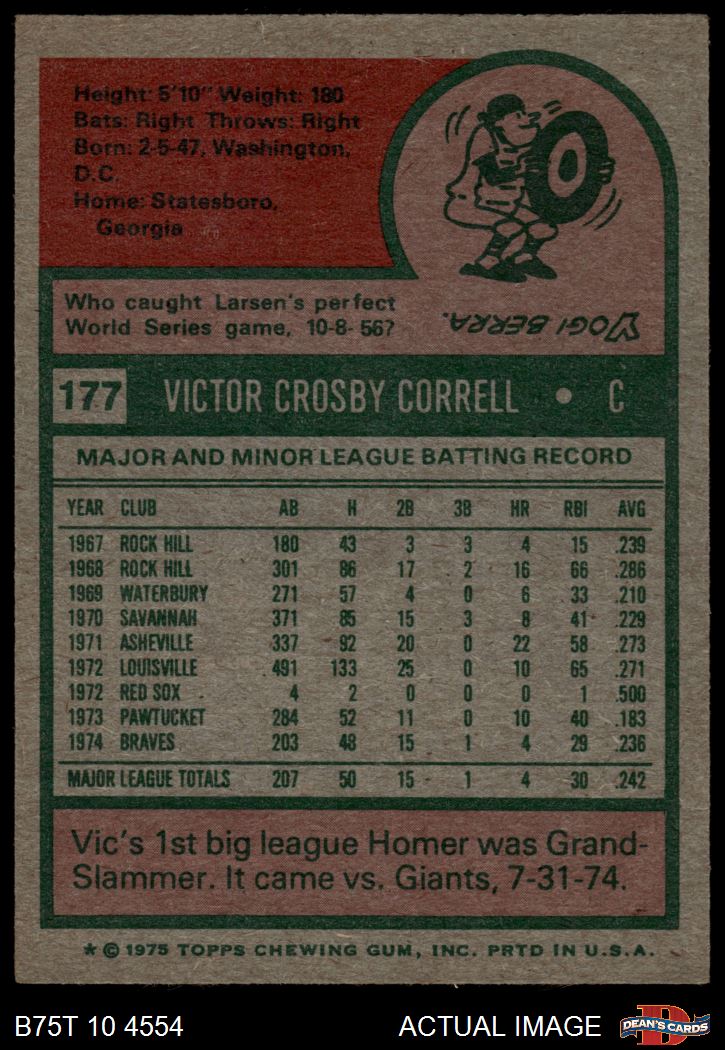 Height: 5'10" Weight: 180
Bats: Right Throws: Right
Born: 2-5-47, Washington,
D.C.
Home: Statesboro,
Georgia
Who caught Larsen's perfect
World Series game, 10-8-56?
YOGI BERRA.
177 VICTOR CROSBY CORRELL • C
MAJOR AND MINOR LEAGUE BATTING RECORD
YEAR CLUB AB H 2B 3B HR RBI AVG
1967 ROCK HILL 180 43 3 3 4 15 .239
1968 ROCK HILL 301 86 17 2 16 66 .286
1969 WATERBURY 271 57 4 0 6 33 .210
1970 SAVANNAH 371 85 15 3 8 41 .229
1971 ASHEVILLE 337 92 20 0 22 58 .273
1972 LOUISVILLE 491 133 25 0 10 65 .271
1972 RED SOX 4 2 0 0 0 1 .500
1973 PAWTUCKET 284 52 11 0 10 40 .183
1974 BRAVES 203 48 15 1 4 29 .236
MAJOR LEAGUE TOTALS 207 50 15 1 4 30 .242
Vic's 1st big league Homer was Grand-
Slammer. It came vs. Giants, 7-31-74.
* © 1975 TOPPS CHEWING GUM, INC. PRTD IN U.S.A.
B75T 10 4554 ACTUAL IMAGE D DEAN'S CARDS